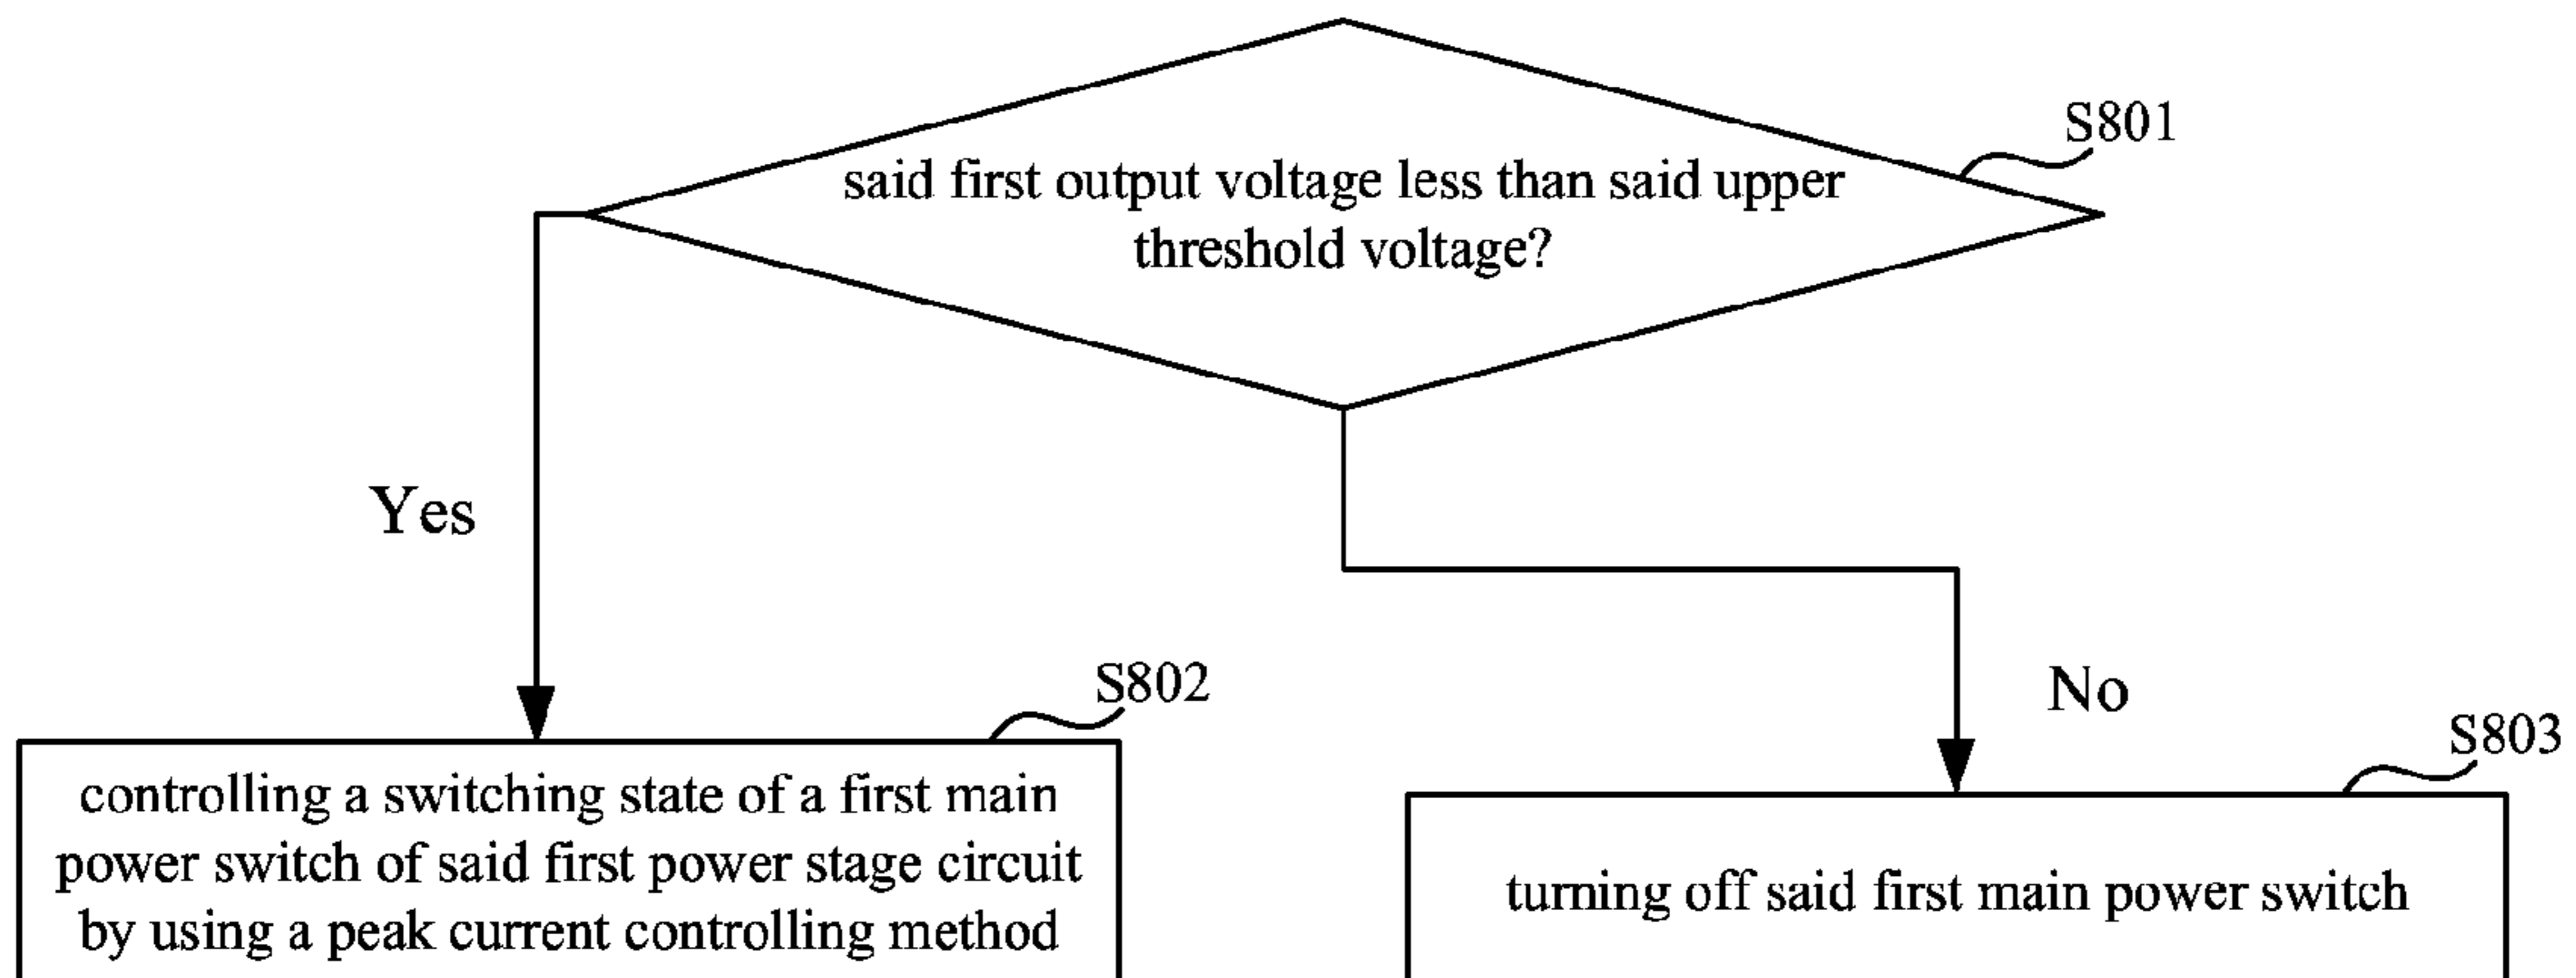 S801
said first output voltage less than said upper
threshold voltage?
Yes
No
S802
controlling a switching state of a first main
power switch of said first power stage circuit
by using a peak current controlling method
S803
turning off said first main power switch